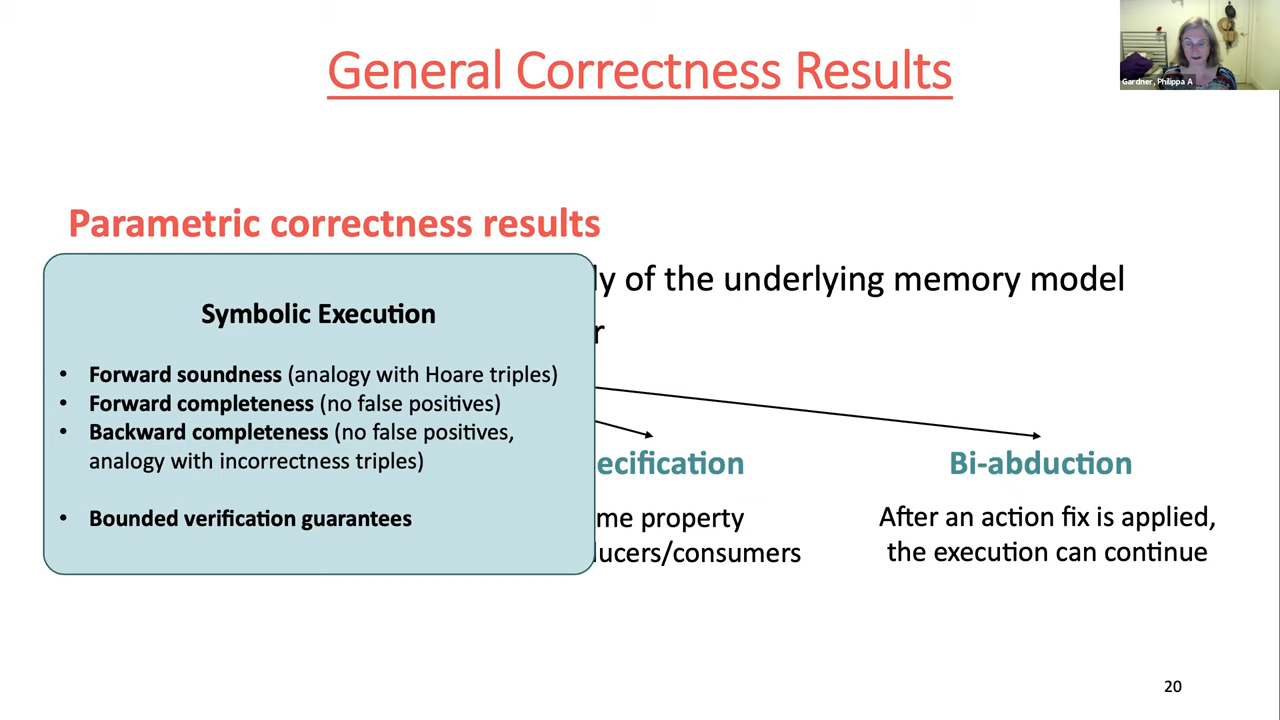 General Correctness Results
Gardner, Philippa A
Parametric correctness results
ly of the underlying memory model
r
Symbolic Execution
• Forward soundness (analogy with Hoare triples)
• Forward completeness (no false positives)
• Backward completeness (no false positives,
analogy with incorrectness triples)
• Bounded verification guarantees
ecification
me property
lucers/consumers
Bi-abduction
After an action fix is applied,
the execution can continue
20